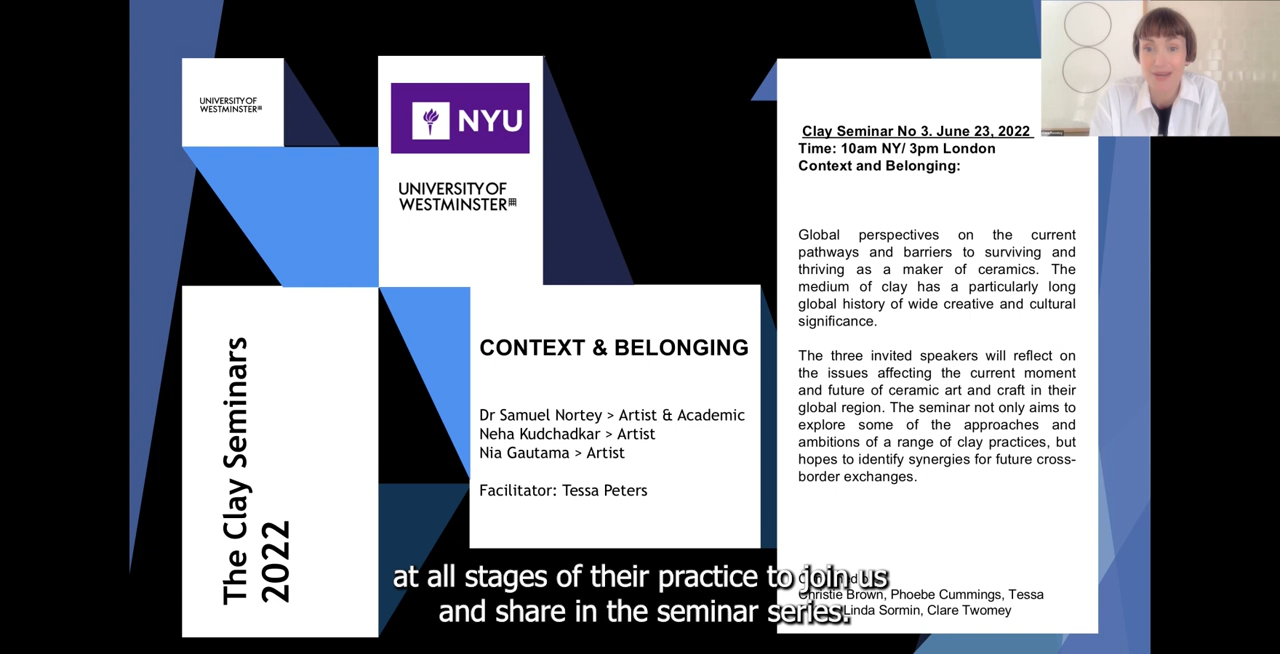 UNIVERSITY OF
WESTMINSTER
NYU
UNIVERSITY OF
WESTMINSTER
The Clay Seminars
2022
CONTEXT & BELONGING
Dr Samuel Nortey > Artist & Academic
Neha Kudchadkar > Artist
Nia Gautama > Artist
Facilitator: Tessa Peters
Clay Seminar No 3. June 23, 2022
Time: 10am NY/ 3pm London
Context and Belonging:
Global perspectives on the current
pathways and barriers to surviving and
thriving as a maker of ceramics. The
medium of clay has a particularly long
global history of wide creative and cultural
significance.
The three invited speakers will reflect on
the issues affecting the current moment
and future of ceramic art and craft in their
global region. The seminar not only aims to
explore some of the approaches and
ambitions of a range of clay practices, but
hopes to identify synergies for future cross-
border exchanges.
Christie Brown, Phoebe Cummings, Tessa
Linda Sormin, Clare Twomey
at all stages of their practice to join us
and share in the seminar series.